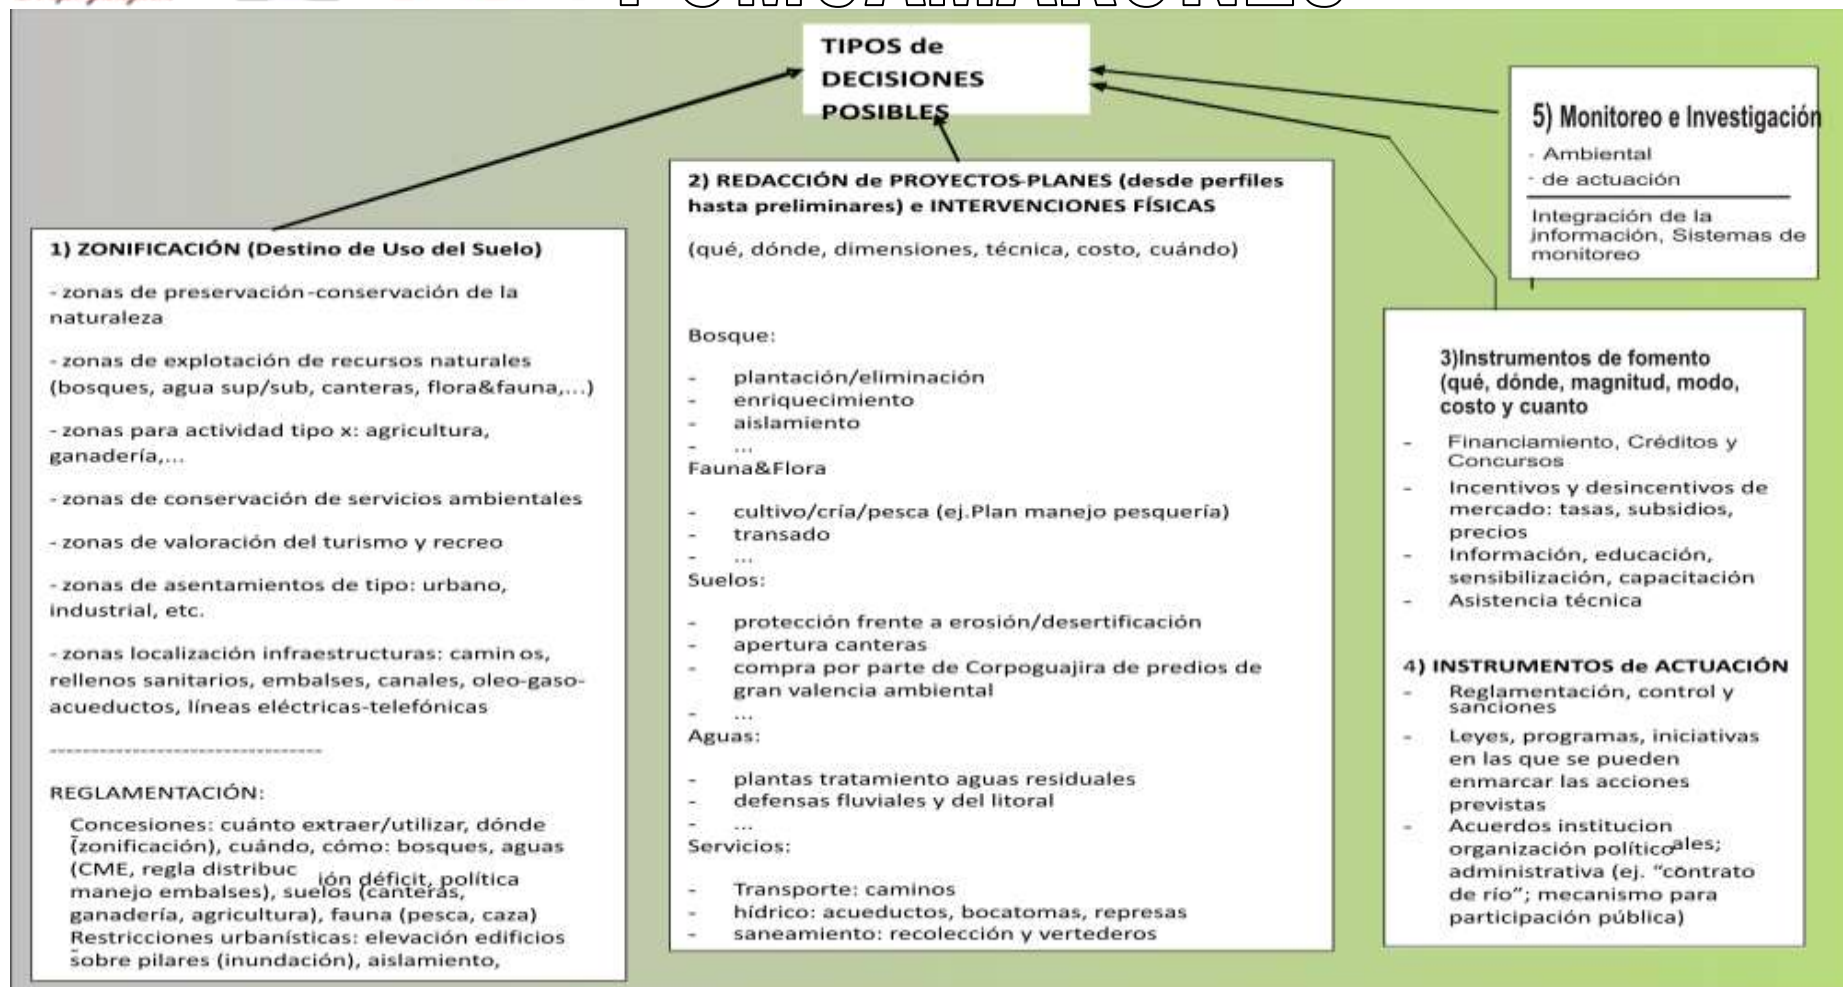 TIPOS de
DECISIONES
POSIBLES
1) ZONIFICACIÓN (Destino de Uso del Suelo)
- zonas de preservación-conservación de la
naturaleza
- zonas de explotación de recursos naturales
(bosques, agua sup/sub, canteras, flora&fauna,...)
- zonas para actividad tipo x: agricultura,
ganadería,...
- zonas de conservación de servicios ambientales
- zonas de valoración del turismo y recreo
- zonas de asentamientos de tipo: urbano,
industrial, etc.
- zonas localización infraestructuras: camin os,
rellenos sanitarios, embalses, canales, oleo-gaso-
acueductos, líneas eléctricas-telefónicas
---------------------------------
REGLAMENTACIÓN:
- Concesiones: cuánto extraer/utilizar, dónde
(zonificación), cuándo, cómo: bosques, aguas
(CME, regla distribuc ión déficit, política
manejo embalses), suelos (canteras,
ganadería, agricultura), fauna (pesca, caza)
- Restricciones urbanísticas: elevación edificios
sobre pilares (inundación), aislamiento,
2) REDACCIÓN de PROYECTOS-PLANES (desde perfiles
hasta preliminares) e INTERVENCIONES FÍSICAS
(qué, dónde, dimensiones, técnica, costo, cuándo)
Bosque:
- plantación/eliminación
- enriquecimiento
- aislamiento
- ...
Fauna&Flora
- cultivo/cría/pesca (ej.Plan manejo pesquería)
- transado
- ...
Suelos:
- protección frente a erosión/desertificación
- apertura canteras
- compra por parte de Corpoguajira de predios de
gran valencia ambiental
- ...
Aguas:
- plantas tratamiento aguas residuales
- defensas fluviales y del litoral
- ...
Servicios:
- Transporte: caminos
- hídrico: acueductos, bocatomas, represas
- saneamiento: recolección y vertederos
5) Monitoreo e Investigación
- Ambiental
- de actuación
Integración de la
información, Sistemas de
monitoreo
3)Instrumentos de fomento
(qué, dónde, magnitud, modo,
costo y cuanto
- Financiamiento, Créditos y
Concursos
- Incentivos y desincentivos de
mercado: tasas, subsidios,
precios
- Información, educación,
sensibilización, capacitación
- Asistencia técnica
4) INSTRUMENTOS de ACTUACIÓN
- Reglamentación, control y
sanciones
- Leyes, programas, iniciativas
en las que se pueden
enmarcar las acciones
previstas
- Acuerdos institucion ales;
organización político
administrativa (ej. "contrato
de río"; mecanismo para
participación pública)